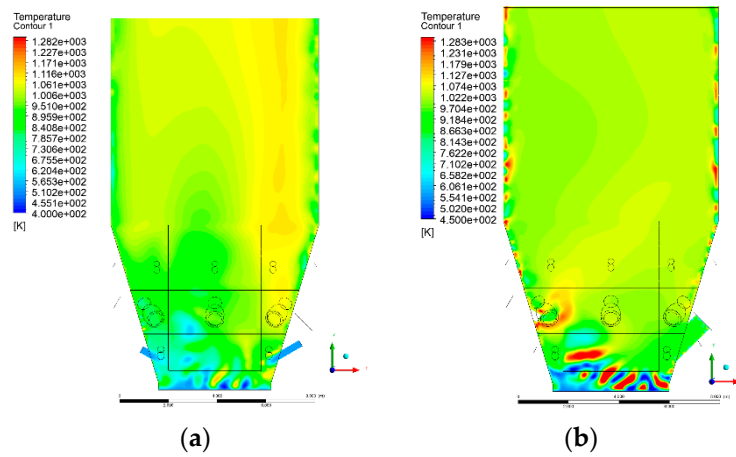 Temperature
Contour 1
1.282e+003
1.227e+003
1.171e+003
1.116e+003
1.061e+003
1.006e+003
9.510e+002
8.959e+002
8.408e+002
7.857e+002
7.306e+002
6.755e+002
6.204e+002
5.653e+002
5.102e+002
4.551e+002
4.000e+002
[K]
(a)
Temperature
Contour 1
1.283e+003
1.231e+003
1.179e+003
1.127e+003
1.074e+003
1.022e+003
9.704e+002
9.184e+002
8.663e+002
8.143e+002
7.622e+002
7.102e+002
6.582e+002
6.061e+002
5.541e+002
5.020e+002
4.500e+002
[K]
(b)